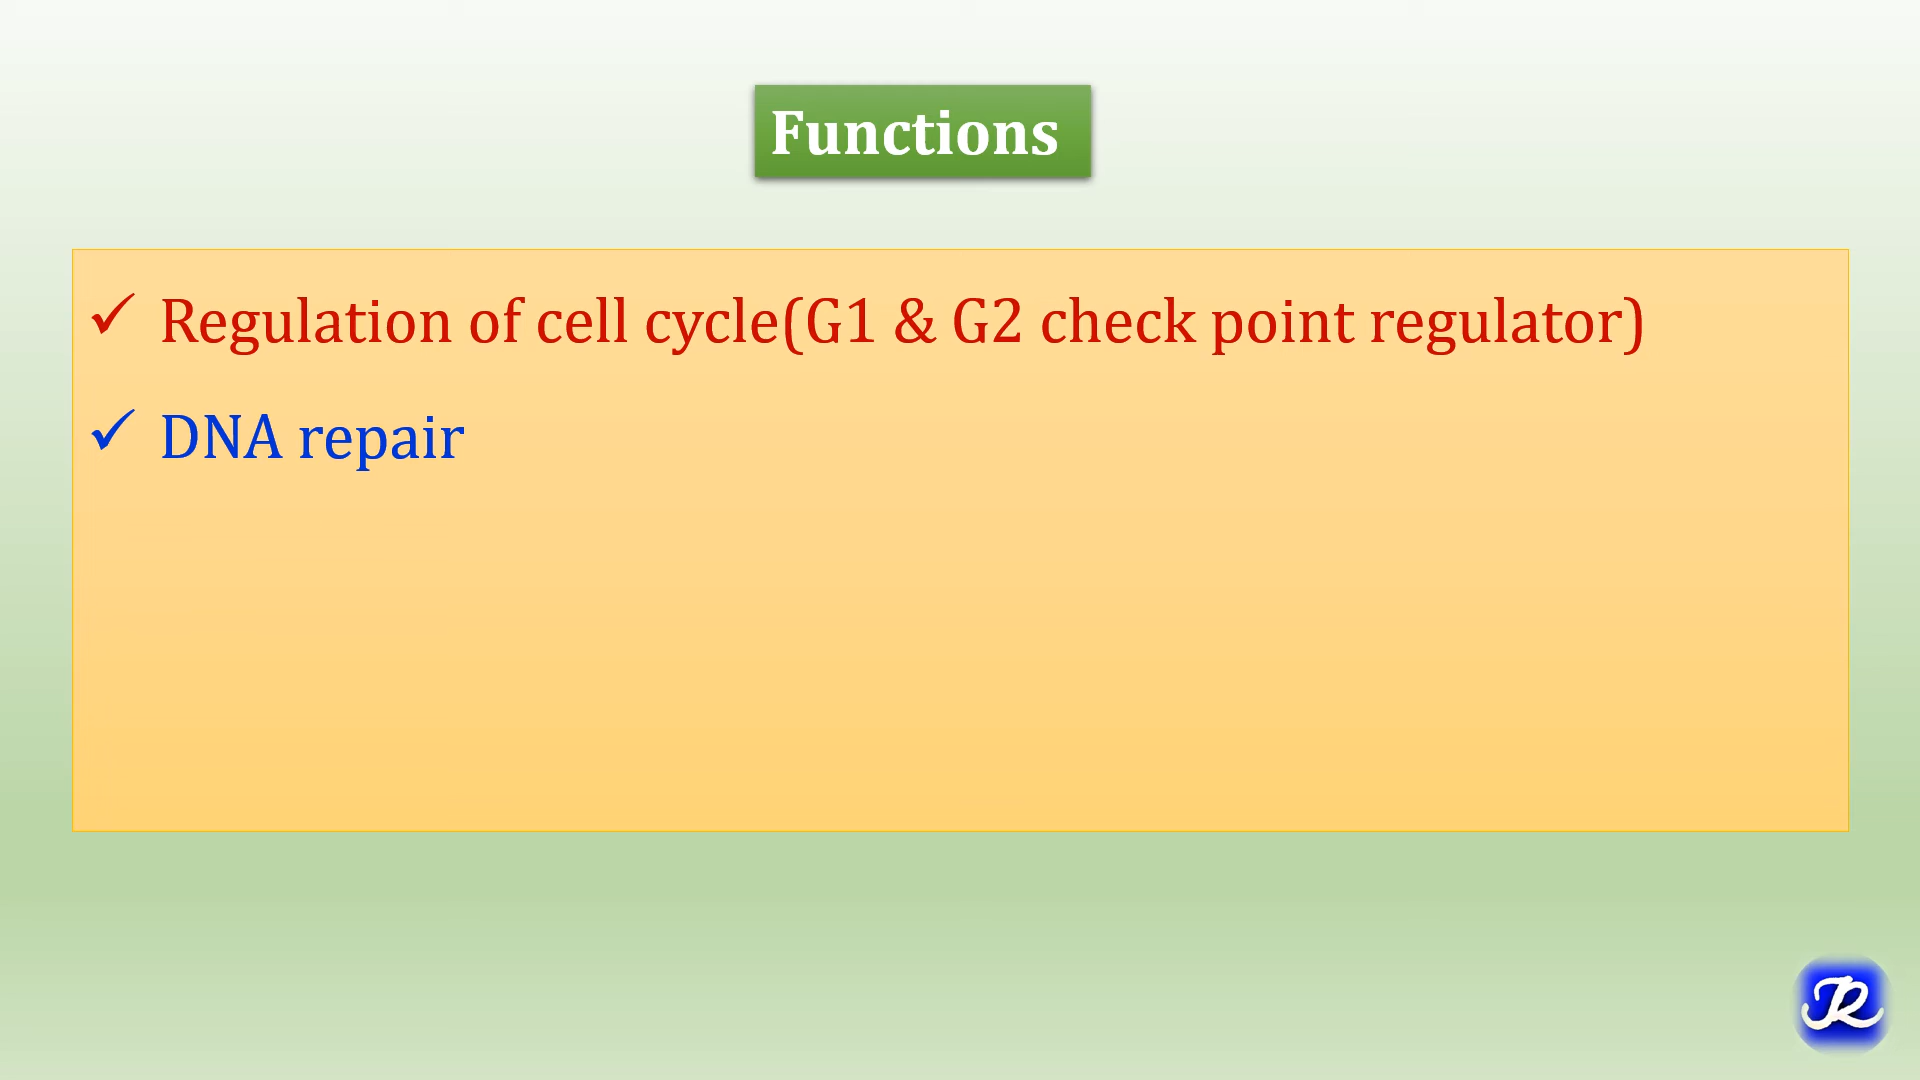 Functions
✓ Regulation of cell cycle(G1 & G2 check point regulator)
✓ DNA repair
R